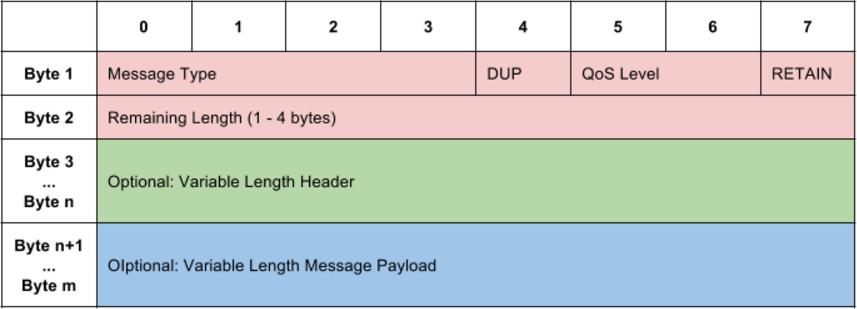 0 1 2 3 4 5 6 7
Byte 1 Message Type DUP QoS Level RETAIN
Byte 2 Remaining Length (1 - 4 bytes)
Byte 3
...
Byte n
Optional: Variable Length Header
Byte n+1
...
Byte m
OIptional: Variable Length Message Payload